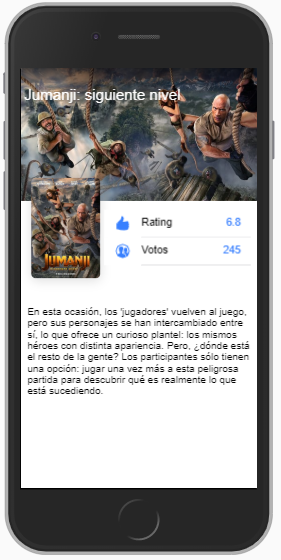 Jumanji: siguiente nivel
JUMANJI
Rating 6.8
Votos 245
En esta ocasión, los 'jugadores' vuelven al juego,
pero sus personajes se han intercambiado entre
sí, lo que ofrece un curioso plantel: los mismos
héroes con distinta apariencia. Pero, ¿dónde está
el resto de la gente? Los participantes sólo tienen
una opción: jugar una vez más a esta peligrosa
partida para descubrir qué es realmente lo que
está sucediendo.